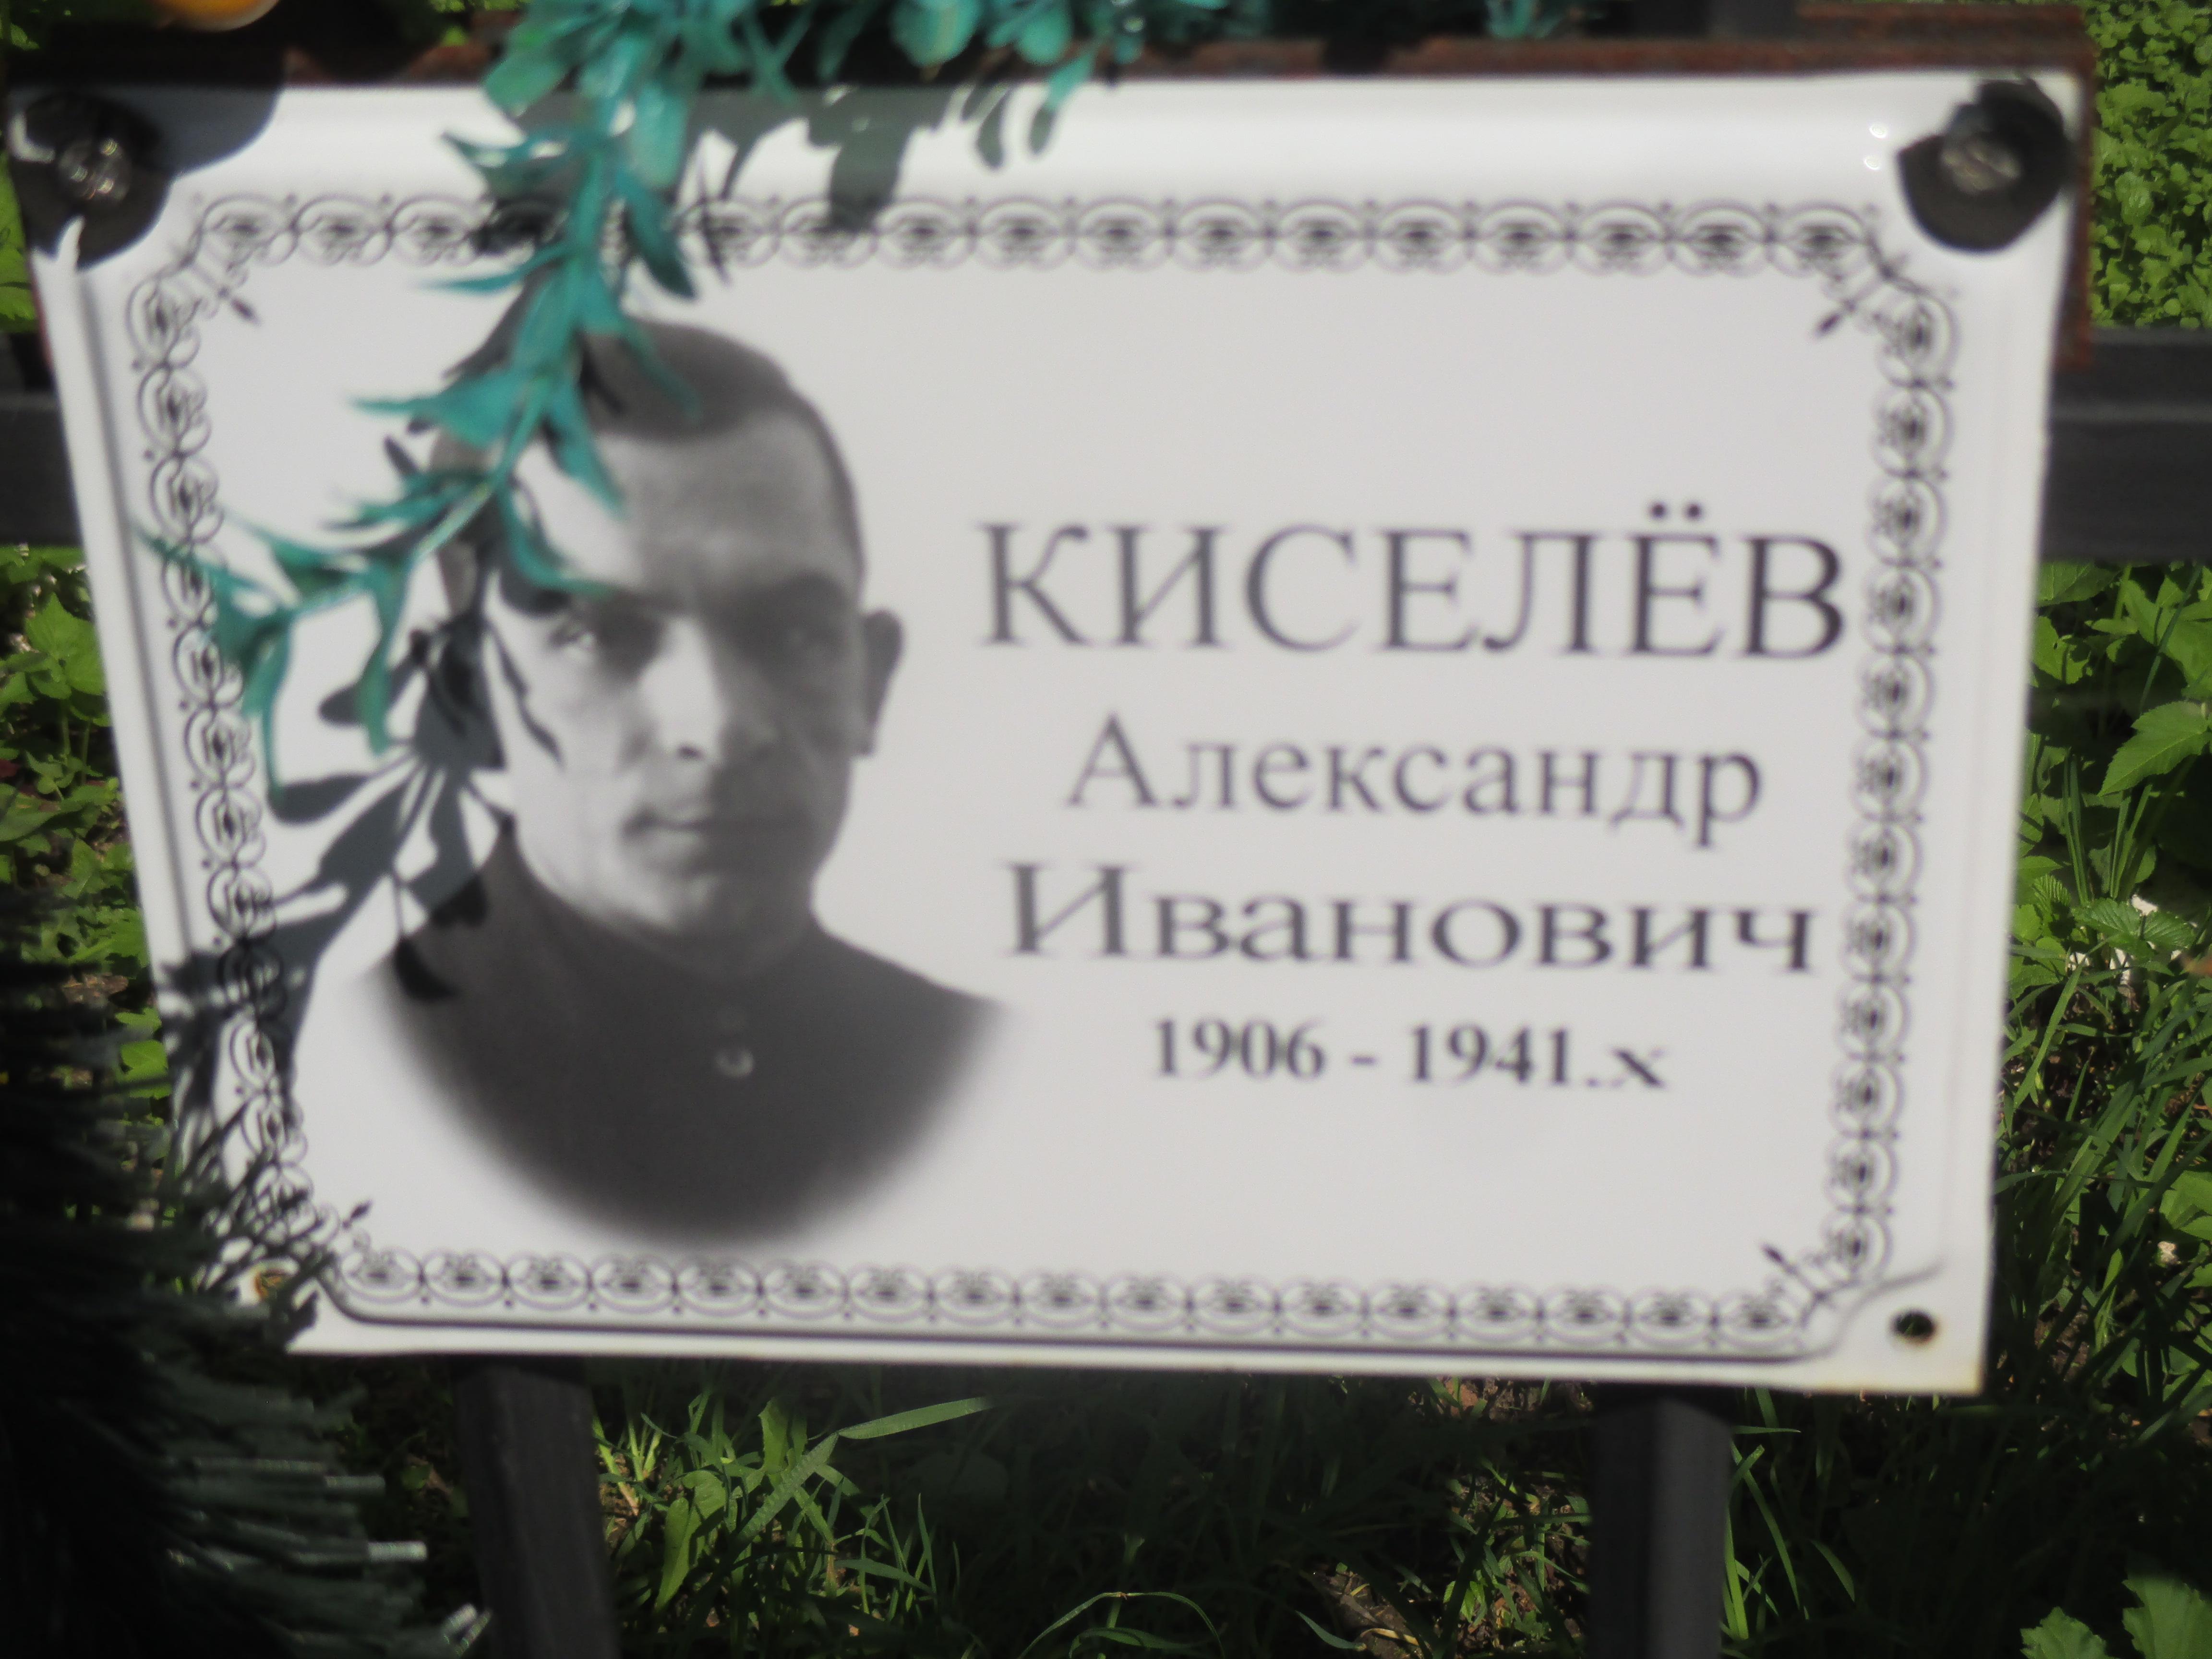 КИСЕЛЁВ
Александр
Иванович
1906 - 1941.х